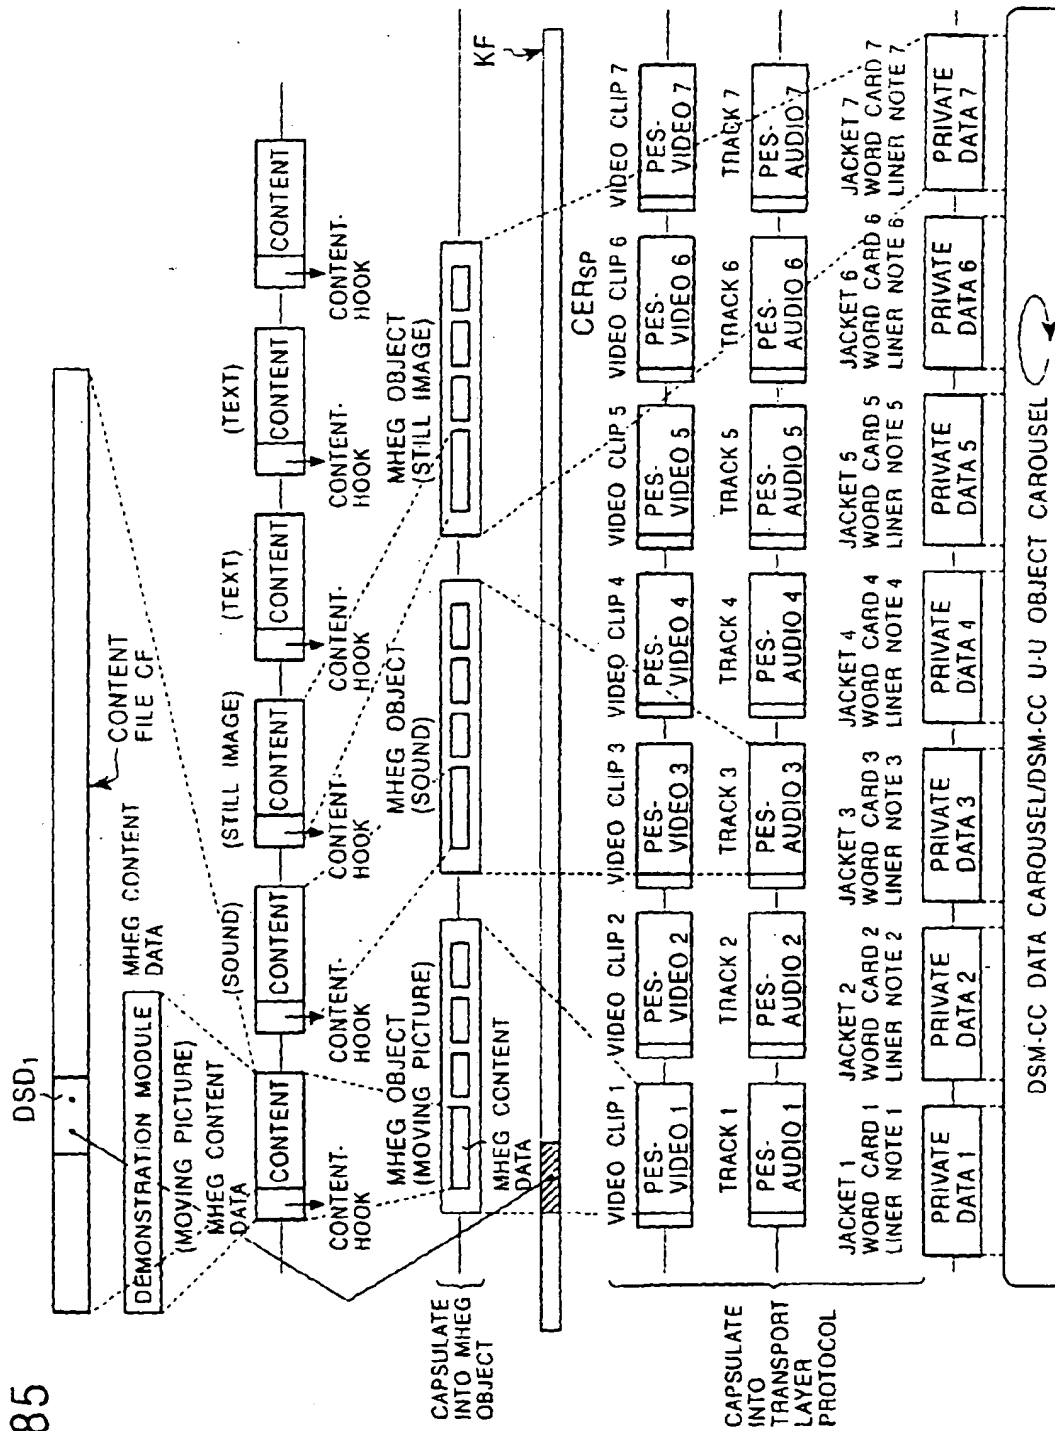 85
DSD1
CONTENT
FILE CF
DEMONSTRATION MODULE
(MOVING PICTURE)
MHEG CONTENT
DATA
MHEG CONTENT
DATA
(SOUND)
(STILL IMAGE)
(TEXT)
(TEXT)
CONTENT
CONTENT
CONTENT
CONTENT
CONTENT
CONTENT
CONTENT-
HOOK
CONTENT-
HOOK
CONTENT-
HOOK
CONTENT-
HOOK
CONTENT-
HOOK
CONTENT-
HOOK
CAPSULATE
INTO MHEG
OBJECT
MHEG OBJECT
(MOVING PICTURE)
MHEG OBJECT
(SOUND)
MHEG OBJECT
(STILL IMAGE)
MHEG CONTENT
DATA
KF
CERSP
CAPSULATE
INTO
TRANSPORT
LAYER
PROTOCOL
VIDEO CLIP 1
VIDEO CLIP 2
VIDEO CLIP 3
VIDEO CLIP 4
VIDEO CLIP 5
VIDEO CLIP 6
VIDEO CLIP 7
PES-
VIDEO 1
PES-
VIDEO 2
PES-
VIDEO 3
PES-
VIDEO 4
PES-
VIDEO 5
PES-
VIDEO 6
PES-
VIDEO 7
TRACK 1
TRACK 2
TRACK 3
TRACK 4
TRACK 5
TRACK 6
TRACK 7
PES-
AUDIO 1
PES-
AUDIO 2
PES-
AUDIO 3
PES-
AUDIO 4
PES-
AUDIO 5
PES-
AUDIO 6
PES-
AUDIO 7
JACKET 1
WORD CARD 1
LINER NOTE 1
JACKET 2
WORD CARD 2
LINER NOTE 2
JACKET 3
WORD CARD 3
LINER NOTE 3
JACKET 4
WORD CARD 4
LINER NOTE 4
JACKET 5
WORD CARD 5
LINER NOTE 5
JACKET 6
WORD CARD 6
LINER NOTE 6
JACKET 7
WORD CARD 7
LINER NOTE 7
PRIVATE
DATA 1
PRIVATE
DATA 2
PRIVATE
DATA 3
PRIVATE
DATA 4
PRIVATE
DATA 5
PRIVATE
DATA 6
PRIVATE
DATA 7
DSM-CC DATA CAROUSEL/DSM-CC U-U OBJECT CAROUSEL